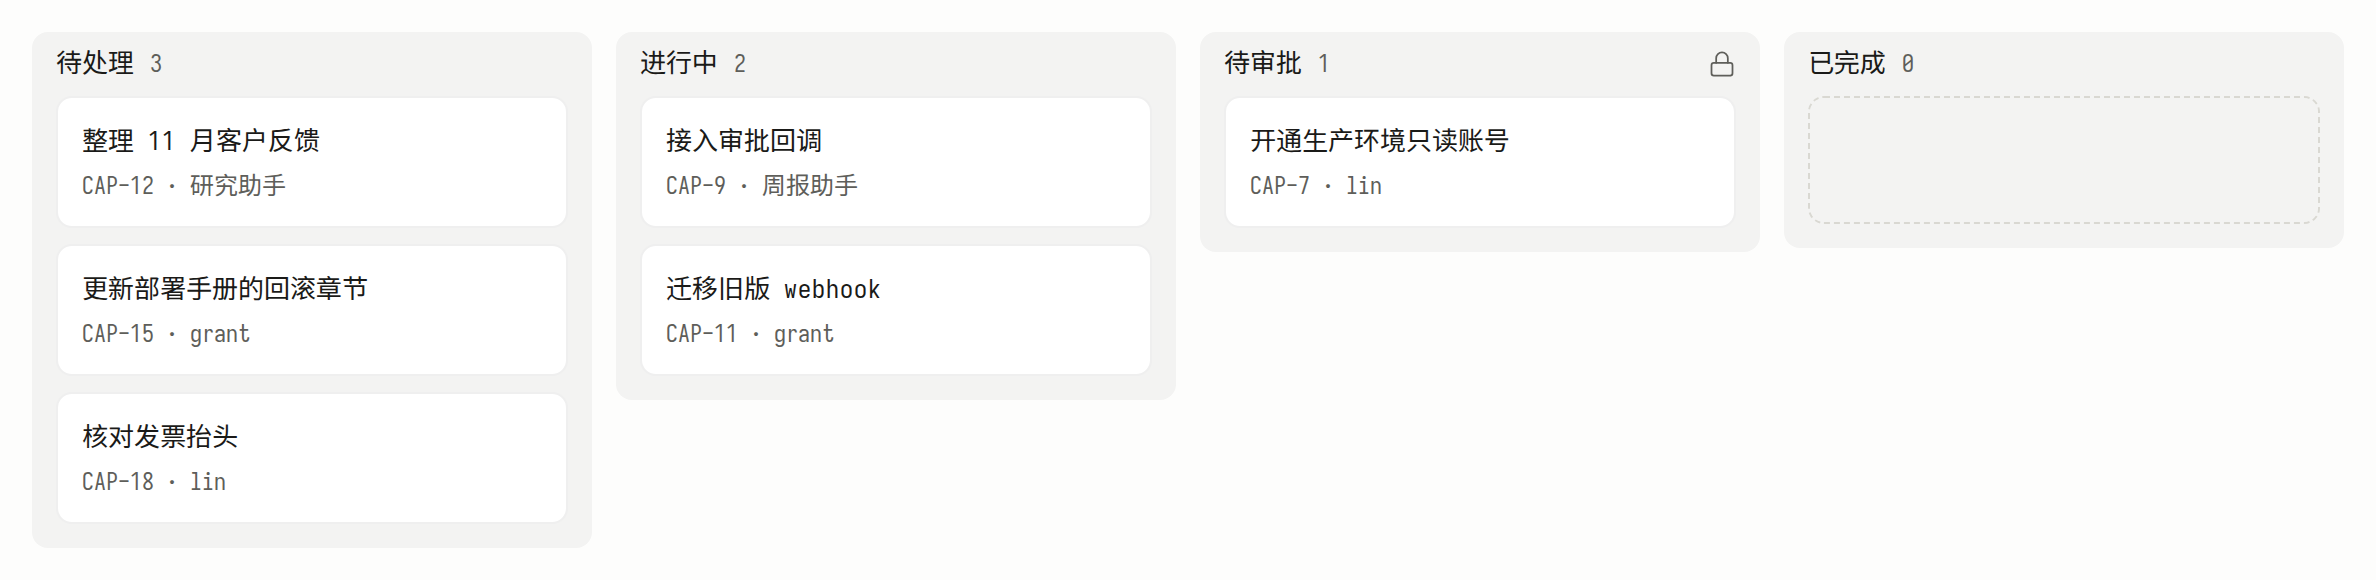 待处理 3
整理 11 月客户反馈
CAP-12 · 研究助手
更新部署手册的回滚章节
CAP-15 · grant
核对发票抬头
CAP-18 · lin
进行中 2
接入审批回调
CAP-9 · 周报助手
迁移旧版 webhook
CAP-11 · grant
待审批 1
开通生产环境只读账号
CAP-7 · lin
已完成 0